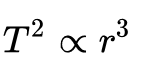 T² ∝ r³